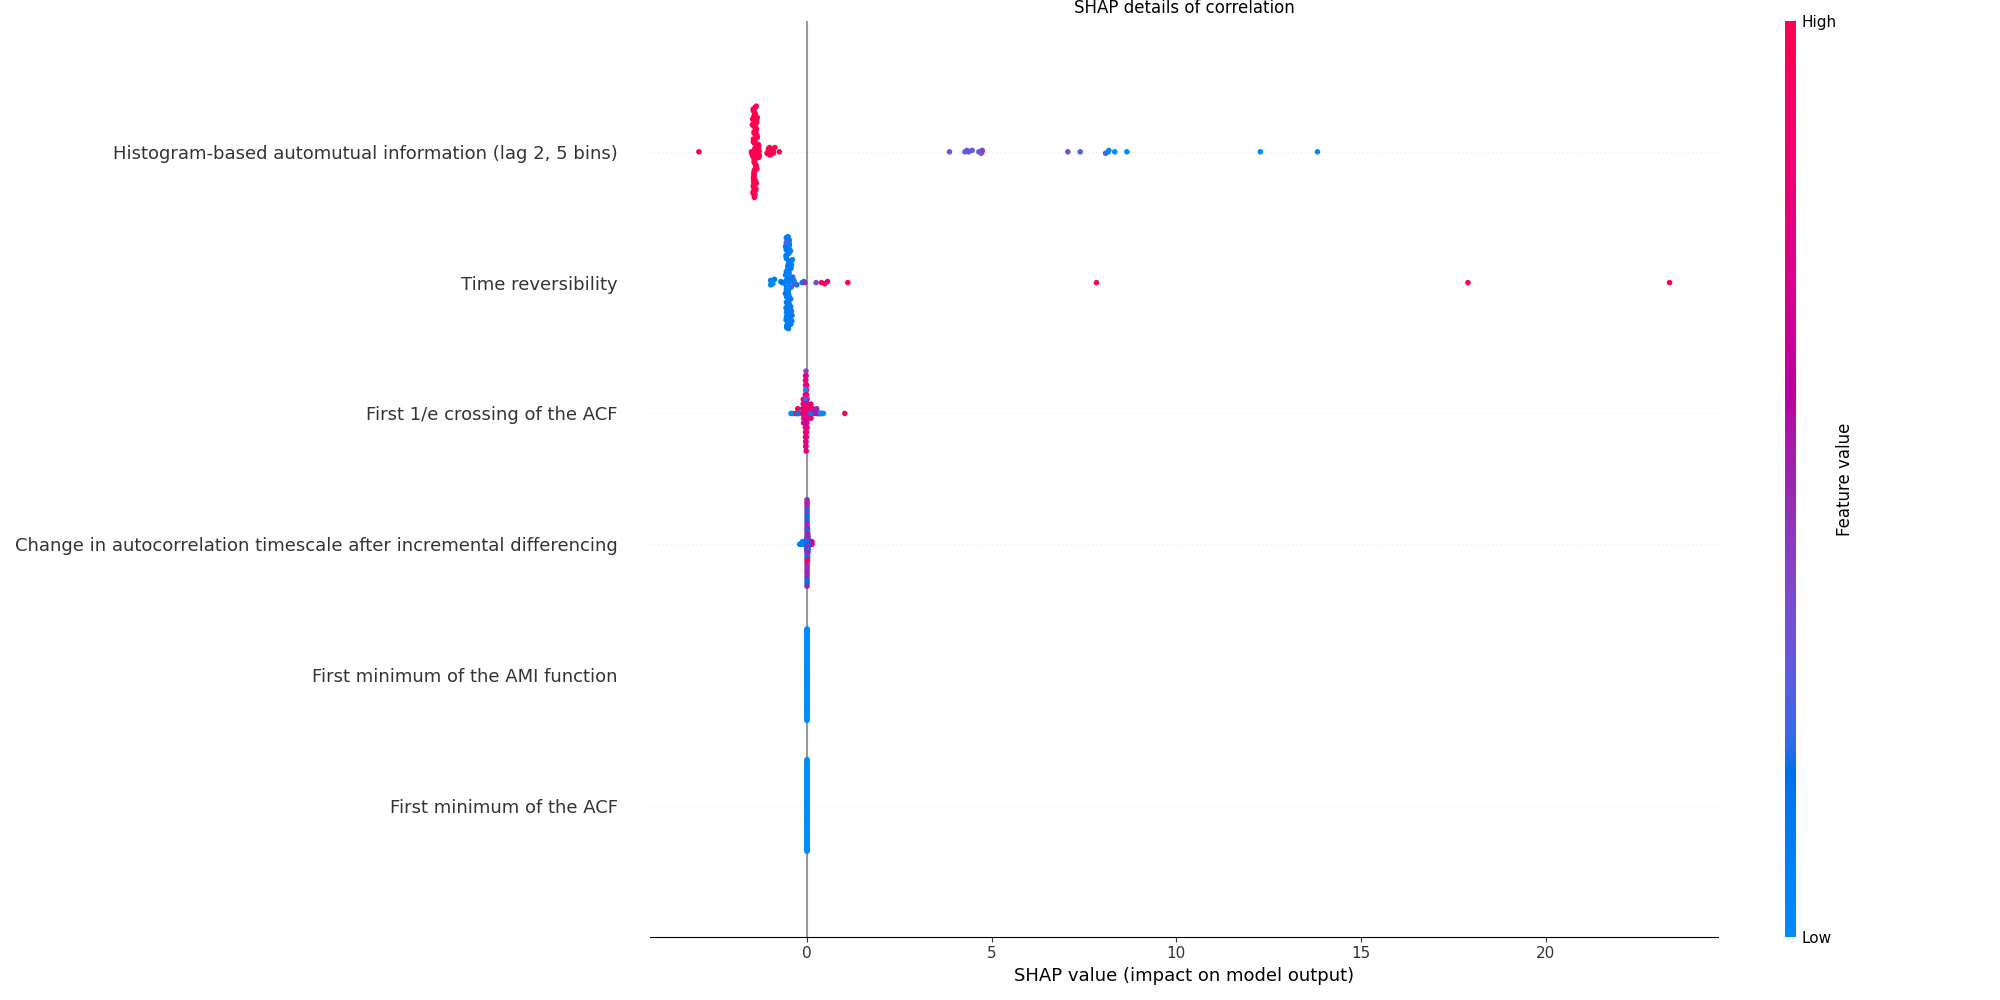 SHAP details of correlation
High
Histogram-based automutual information (lag 2, 5 bins)
Time reversibility
First 1/e crossing of the ACF
Change in autocorrelation timescale after incremental differencing
First minimum of the AMI function
First minimum of the ACF
Feature value
Low
0 5 10 15 20
SHAP value (impact on model output)